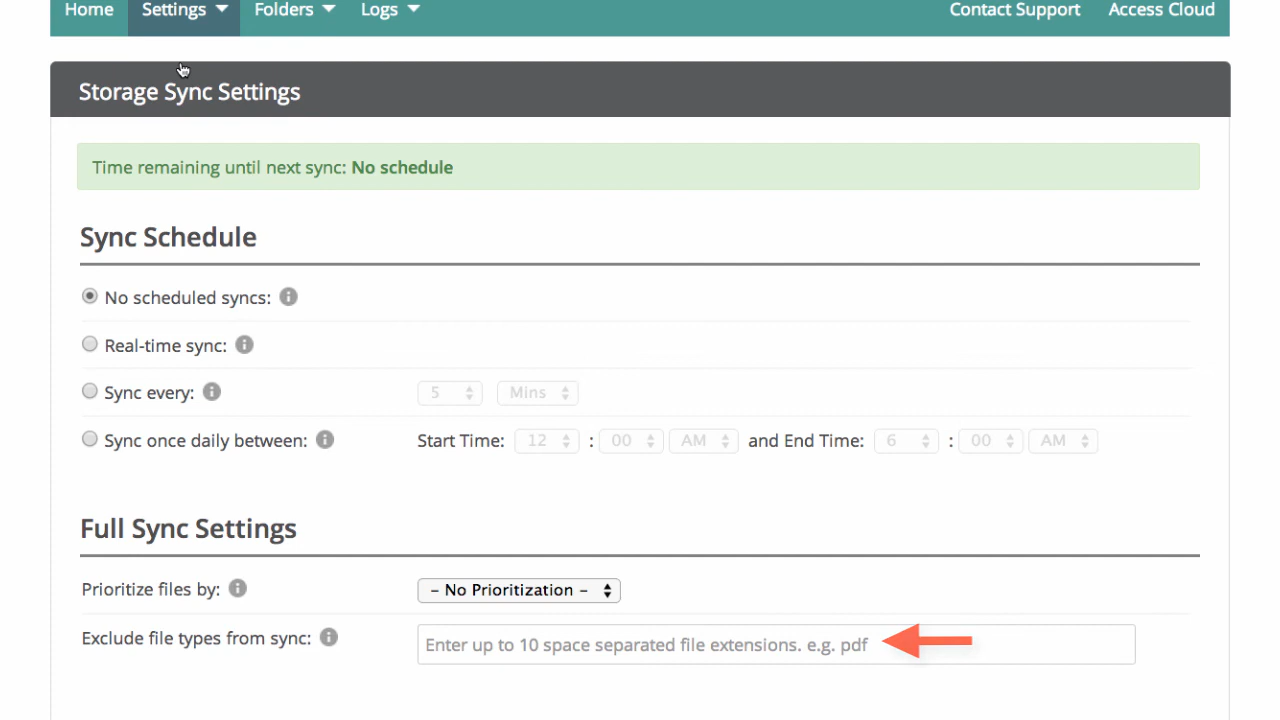 Home Settings Folders Logs Contact Support Access Cloud
Storage Sync Settings
Time remaining until next sync: No schedule
Sync Schedule
No scheduled syncs:
Real-time sync:
Sync every: 5 Mins
Sync once daily between: Start Time: 12 : 00 AM and End Time: 6 : 00 AM
Full Sync Settings
Prioritize files by: – No Prioritization –
Exclude file types from sync: Enter up to 10 space separated file extensions. e.g. pdf